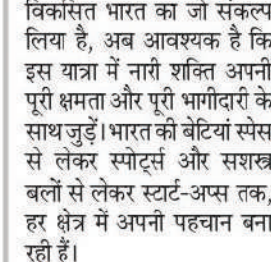 विकसित भारत का जो संकल्प
लिया है, अब आवश्यक है कि
इस यात्रा में नारी शक्ति अपनी
पूरी क्षमता और पूरी भागीदारी के
साथ जुड़ें। भारत की बेटियां स्पेस
से लेकर स्पोर्ट्स और सशस्त्र
बलों से लेकर स्टार्ट-अप्स तक,
हर क्षेत्र में अपनी पहचान बना
रही हैं।